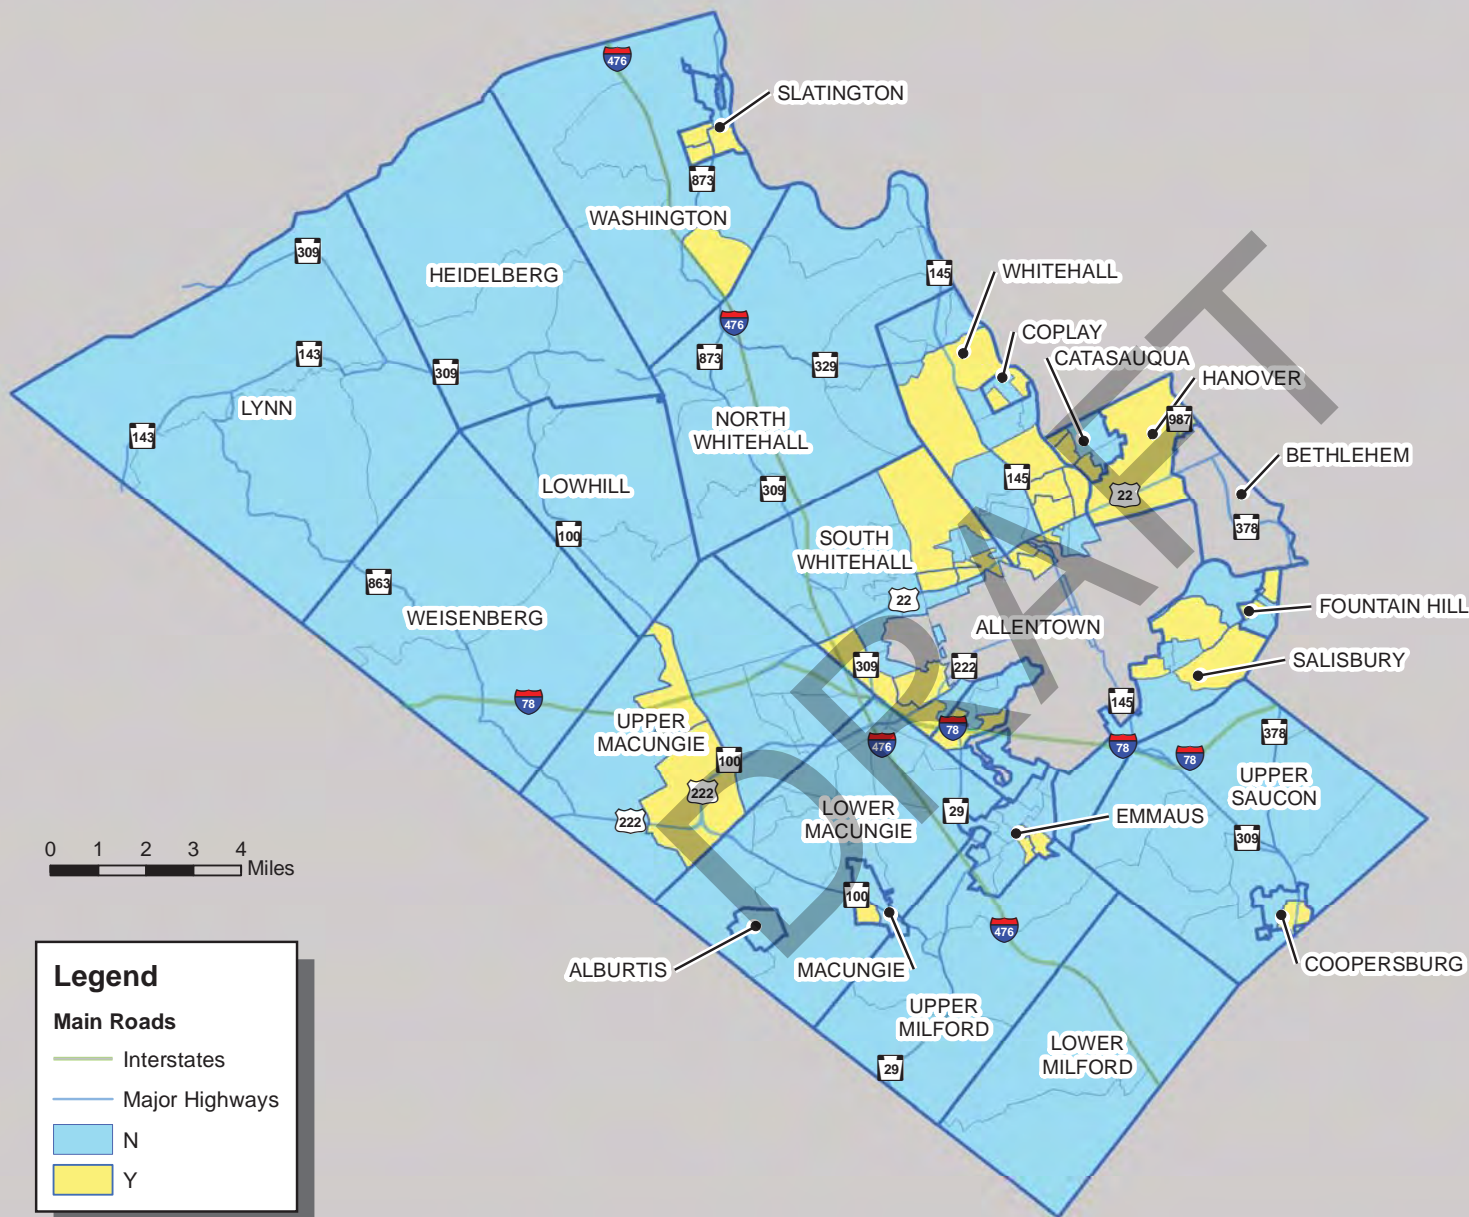 476
SLATINGTON
873
WASHINGTON
309
HEIDELBERG
145
WHITEHALL
476
COPLAY
143
873
CATASAUQUA
329
309
HANOVER
LYNN
987
NORTH
WHITEHALL
143
BETHLEHEM
145
LOWHILL
309
22
378
100
SOUTH
WHITEHALL
863
22
FOUNTAIN HILL
WEISENBERG
ALLENTOWN
309
222
SALISBURY
78
145
UPPER
MACUNGIE
78
378
476
78
78
100
UPPER
SAUCON
222
222
LOWER
MACUNGIE
29
EMMAUS
309
0 1 2 3 4
Miles
100
476
ALBURTIS
MACUNGIE
COOPERSBURG
UPPER
MILFORD
LOWER
MILFORD
29
DRAFT
Legend
Main Roads
Interstates
Major Highways
N
Y